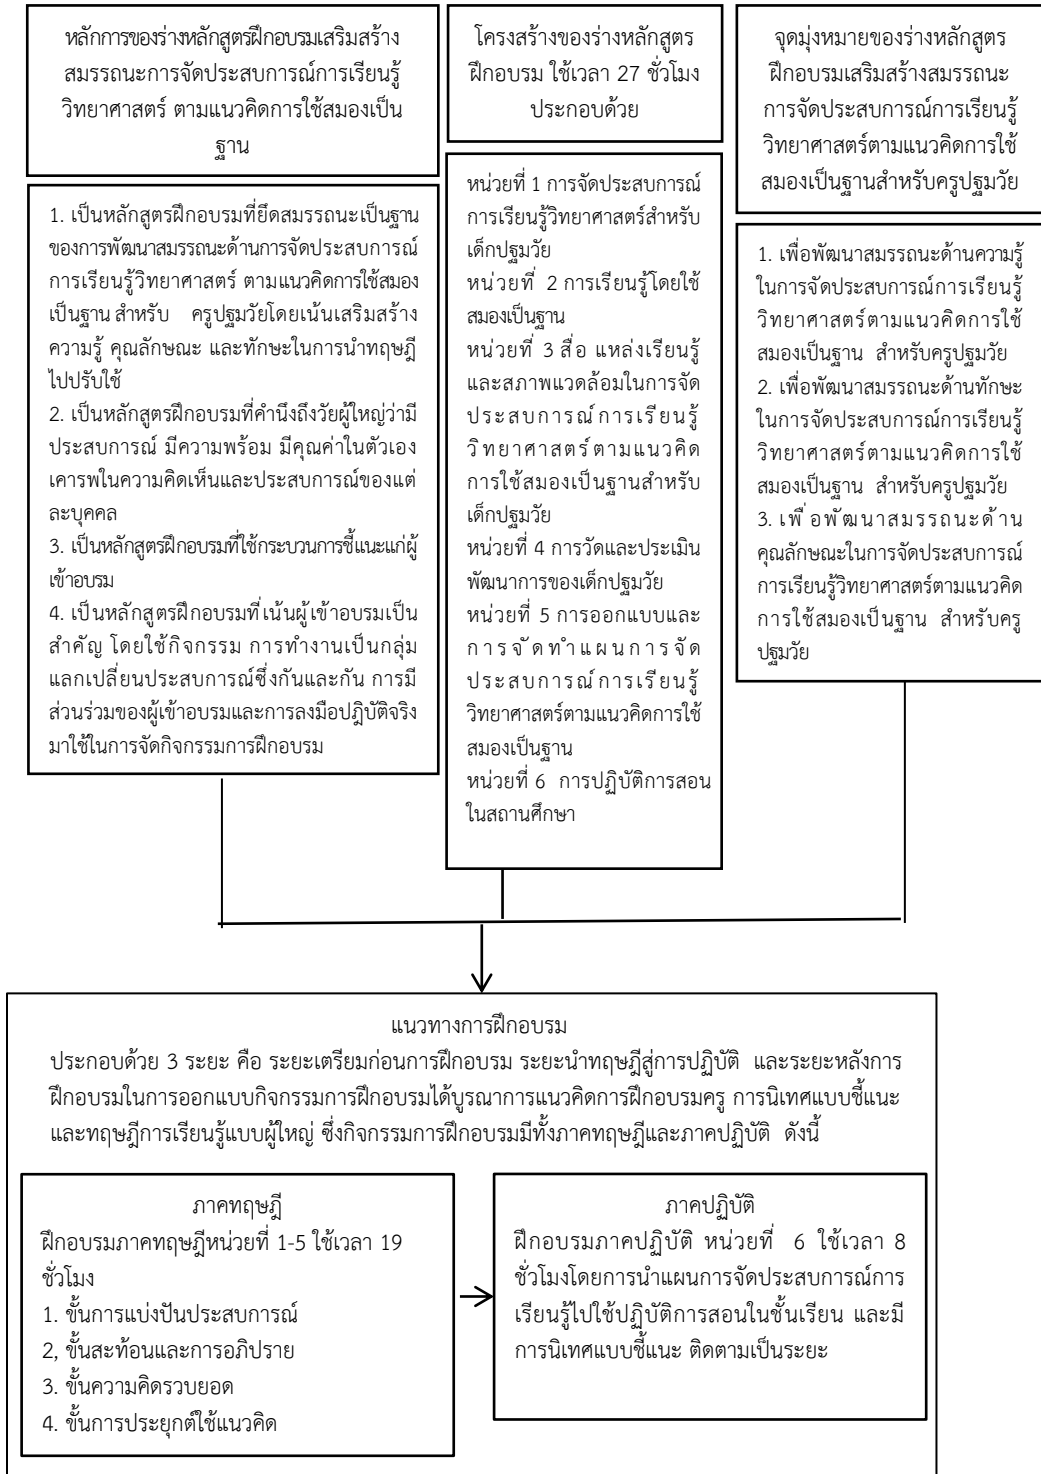 หลักการของร่างหลักสูตรฝึกอบรมเสริมสร้าง
สมรรถนะการจัดประสบการณ์การเรียนรู้
วิทยาศาสตร์ ตามแนวคิดการใช้สมองเป็น
ฐาน
1. เป็นหลักสูตรฝึกอบรมที่ยึดสมรรถนะเป็นฐาน
ของการพัฒนาสมรรถนะด้านการจัดประสบการณ์
การเรียนรู้วิทยาศาสตร์ ตามแนวคิดการใช้สมอง
เป็นฐาน สำหรับ ครูปฐมวัยโดยเน้นเสริมสร้าง
ความรู้ คุณลักษณะ และทักษะในการนำทฤษฎี
ไปปรับใช้
2. เป็นหลักสูตรฝึกอบรมที่คำนึงถึงวัยผู้ใหญ่ว่ามี
ประสบการณ์ มีความพร้อม มีคุณค่าในตัวเอง
เคารพในความคิดเห็นและประสบการณ์ของแต่
ละบุคคล
3. เป็นหลักสูตรฝึกอบรมที่ใช้กระบวนการชี้แนะแก่ผู้
เข้าอบรม
4. เป็นหลักสูตรฝึกอบรมที่เน้นผู้เข้าอบรมเป็น
สำคัญ โดยใช้กิจกรรม การทำงานเป็นกลุ่ม
แลกเปลี่ยนประสบการณ์ซึ่งกันและกัน การมี
ส่วนร่วมของผู้เข้าอบรมและการลงมือปฏิบัติจริง
มาใช้ในการจัดกิจกรรมการฝึกอบรม
โครงสร้างของร่างหลักสูตร
ฝึกอบรม ใช้เวลา 27 ชั่วโมง
ประกอบด้วย
หน่วยที่ 1 การจัดประสบการณ์
การเรียนรู้วิทยาศาสตร์สำหรับ
เด็กปฐมวัย
หน่วยที่ 2 การเรียนรู้โดยใช้
สมองเป็นฐาน
หน่วยที่ 3 สื่อ แหล่งเรียนรู้
และสภาพแวดล้อมในการจัด
ประสบการณ์การเรียนรู้
วิทยาศาสตร์ตามแนวคิด
การใช้สมองเป็นฐานสำหรับ
เด็กปฐมวัย
หน่วยที่ 4 การวัดและประเมิน
พัฒนาการของเด็กปฐมวัย
หน่วยที่ 5 การออกแบบและ
การจัดทำแผนการจัด
ประสบการณ์การเรียนรู้
วิทยาศาสตร์ตามแนวคิดการใช้
สมองเป็นฐาน
หน่วยที่ 6 การปฏิบัติการสอน
ในสถานศึกษา
จุดมุ่งหมายของร่างหลักสูตร
ฝึกอบรมเสริมสร้างสมรรถนะ
การจัดประสบการณ์การเรียนรู้
วิทยาศาสตร์ตามแนวคิดการใช้
สมองเป็นฐานสำหรับครูปฐมวัย
1. เพื่อพัฒนาสมรรถนะด้านความรู้
ในการจัดประสบการณ์การเรียนรู้
วิทยาศาสตร์ตามแนวคิดการใช้
สมองเป็นฐาน สำหรับครูปฐมวัย
2. เพื่อพัฒนาสมรรถนะด้านทักษะ
ในการจัดประสบการณ์การเรียนรู้
วิทยาศาสตร์ตามแนวคิดการใช้
สมองเป็นฐาน สำหรับครูปฐมวัย
3. เพื่อพัฒนาสมรรถนะด้าน
คุณลักษณะในการจัดประสบการณ์
การเรียนรู้วิทยาศาสตร์ตามแนวคิด
การใช้สมองเป็นฐาน สำหรับครู
ปฐมวัย
แนวทางการฝึกอบรม
ประกอบด้วย 3 ระยะ คือ ระยะเตรียมก่อนการฝึกอบรม ระยะนำทฤษฎีสู่การปฏิบัติ และระยะหลังการ
ฝึกอบรมในการออกแบบกิจกรรมการฝึกอบรมได้บูรณาการแนวคิดการฝึกอบรมครู การนิเทศแบบชี้แนะ
และทฤษฎีการเรียนรู้แบบผู้ใหญ่ ซึ่งกิจกรรมการฝึกอบรมมีทั้งภาคทฤษฎีและภาคปฏิบัติ ดังนี้
ภาคทฤษฎี
ฝึกอบรมภาคทฤษฎีหน่วยที่ 1-5 ใช้เวลา 19
ชั่วโมง
1. ขั้นการแบ่งปันประสบการณ์
2, ขั้นสะท้อนและการอภิปราย
3. ขั้นความคิดรวบยอด
4. ขั้นการประยุกต์ใช้แนวคิด
ภาคปฏิบัติ
ฝึกอบรมภาคปฏิบัติ หน่วยที่ 6 ใช้เวลา 8
ชั่วโมงโดยการนำแผนการจัดประสบการณ์การ
เรียนรู้ไปใช้ปฏิบัติการสอนในชั้นเรียน และมี
การนิเทศแบบชี้แนะ ติดตามเป็นระยะ